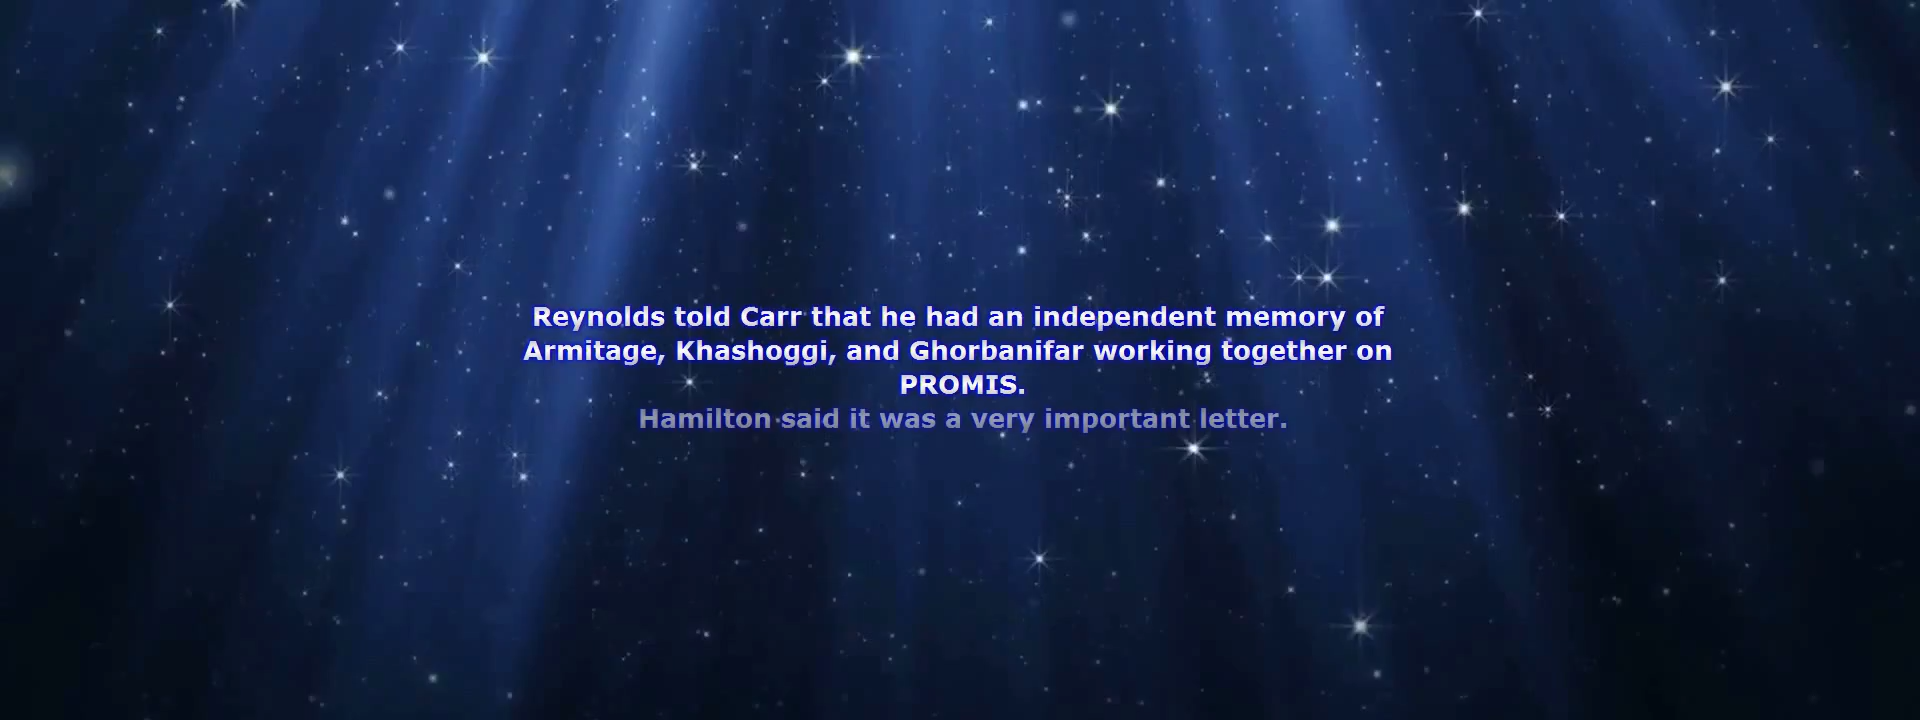 Reynolds told Carr that he had an independent memory of
Armitage, Khashoggi, and Ghorbanifar working together on
PROMIS.
Hamilton said it was a very important letter.